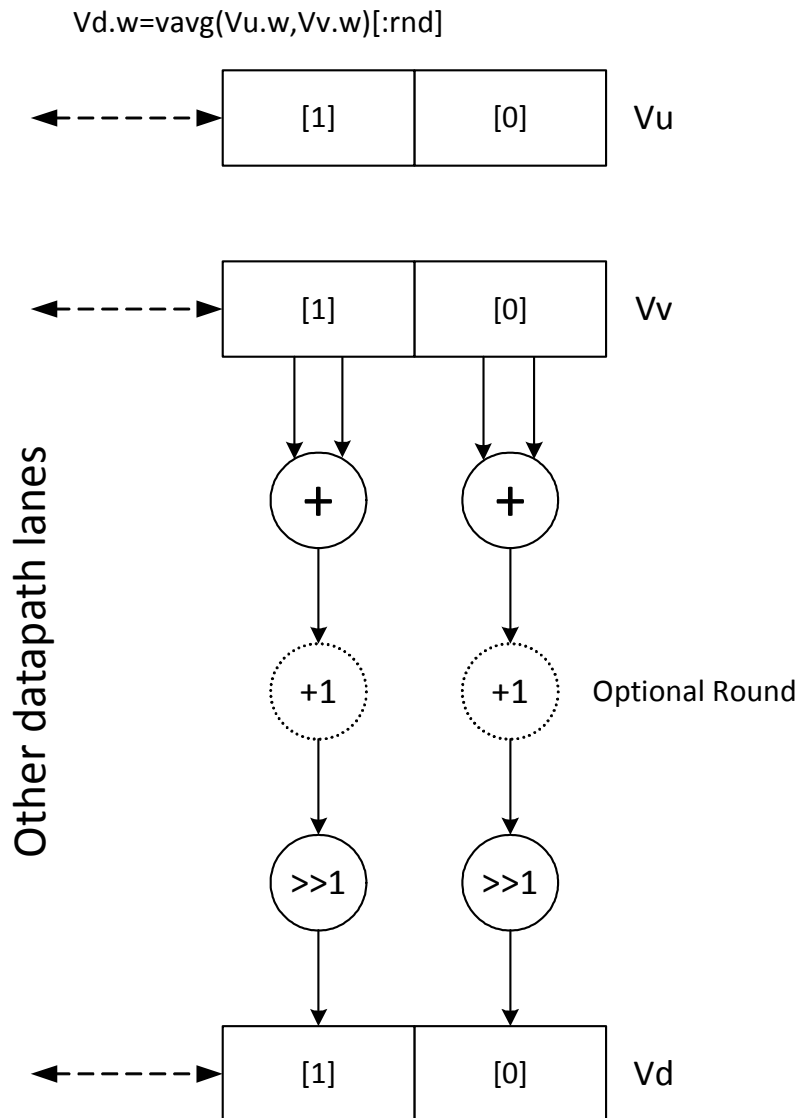 Vd.w=vavg(Vu.w,Vv.w)[:rnd]
[1] [0] Vu
[1] [0] Vv
Other datapath lanes
+ +
+1 +1 Optional Round
>>1 >>1
[1] [0] Vd